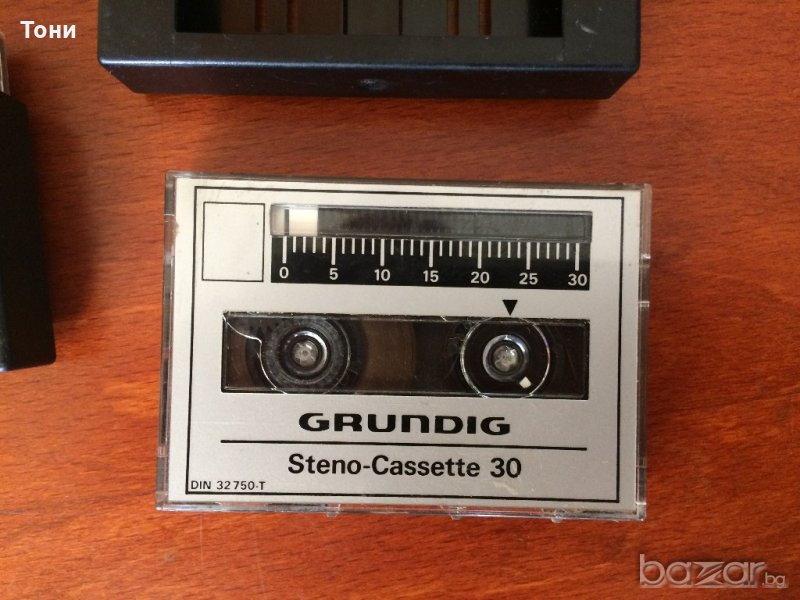 Тони
0 5 10 15 20 25 30
GRUNDIG
Steno-Cassette 30
DIN 32750-T
bazar.bg